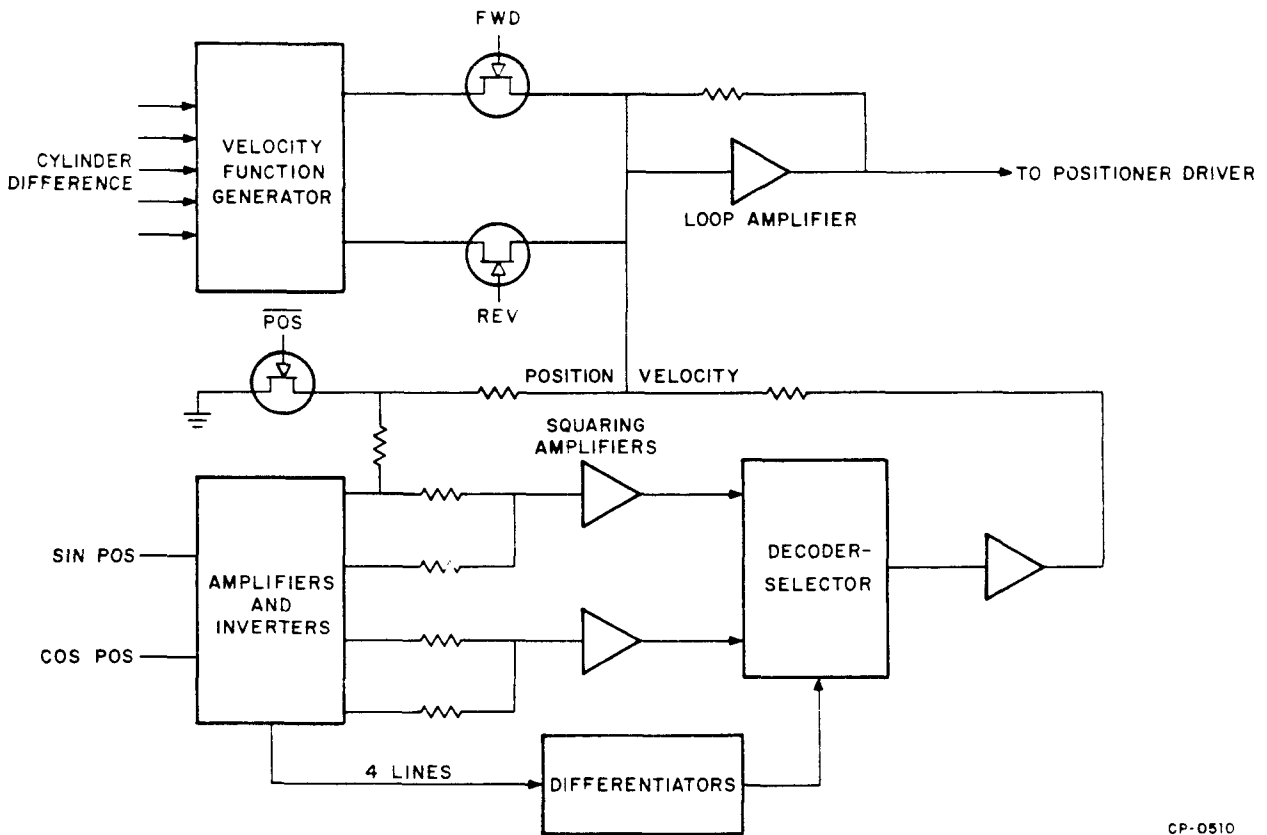 FWD
VELOCITY
FUNCTION
GENERATOR
CYLINDER
DIFFERENCE
LOOP AMPLIFIER
TO POSITIONER DRIVER
REV
POS
POSITION VELOCITY
SQUARING
AMPLIFIERS
SIN POS
COS POS
AMPLIFIERS
AND
INVERTERS
DECODER-
SELECTOR
4 LINES
DIFFERENTIATORS
CP-0510